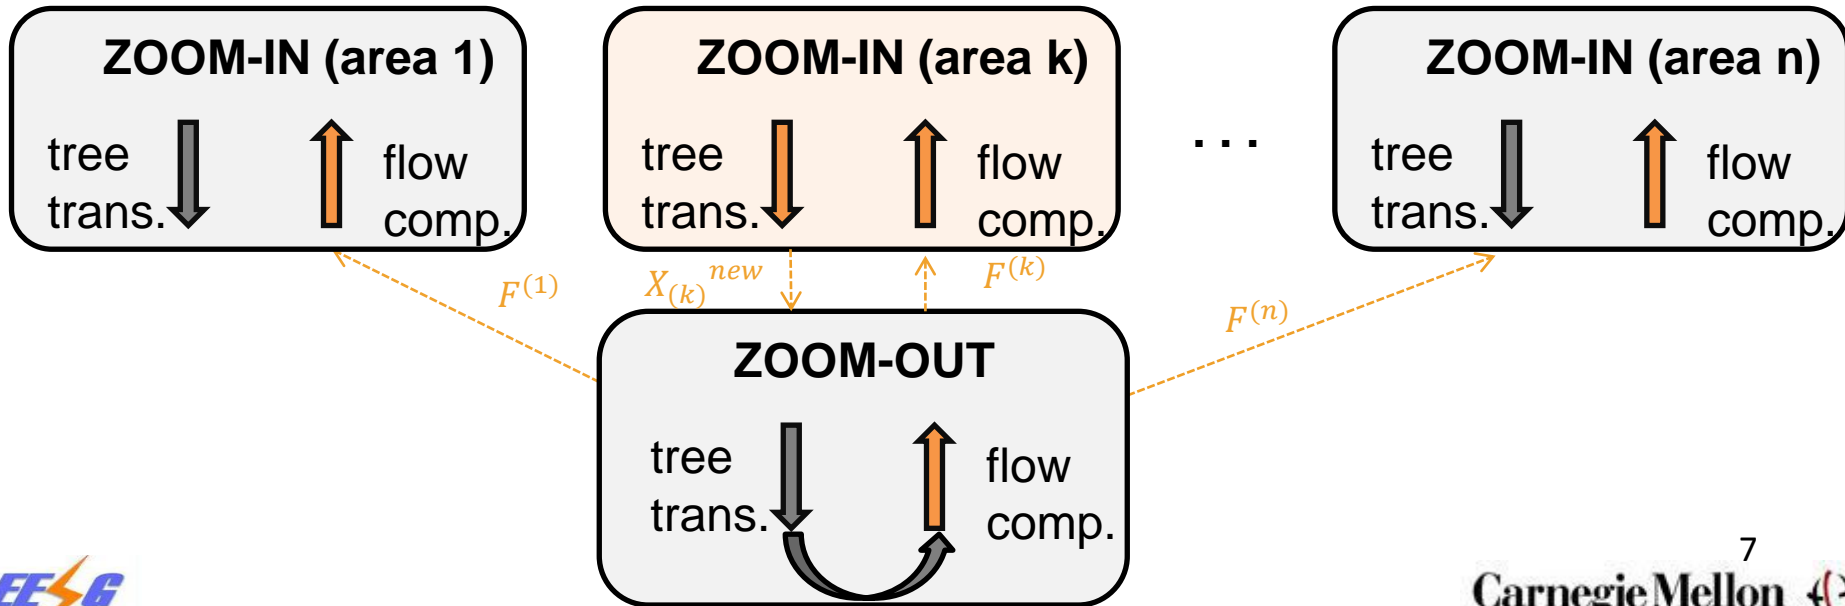 ZOOM-IN (area 1)
tree
trans.
flow
comp.
ZOOM-IN (area k)
tree
trans.
flow
comp.
. . .
ZOOM-IN (area n)
tree
trans.
flow
comp.
F^(1)
X_(k)^new
F^(k)
F^(n)
ZOOM-OUT
tree
trans.
flow
comp.
7
Carnegie Mellon